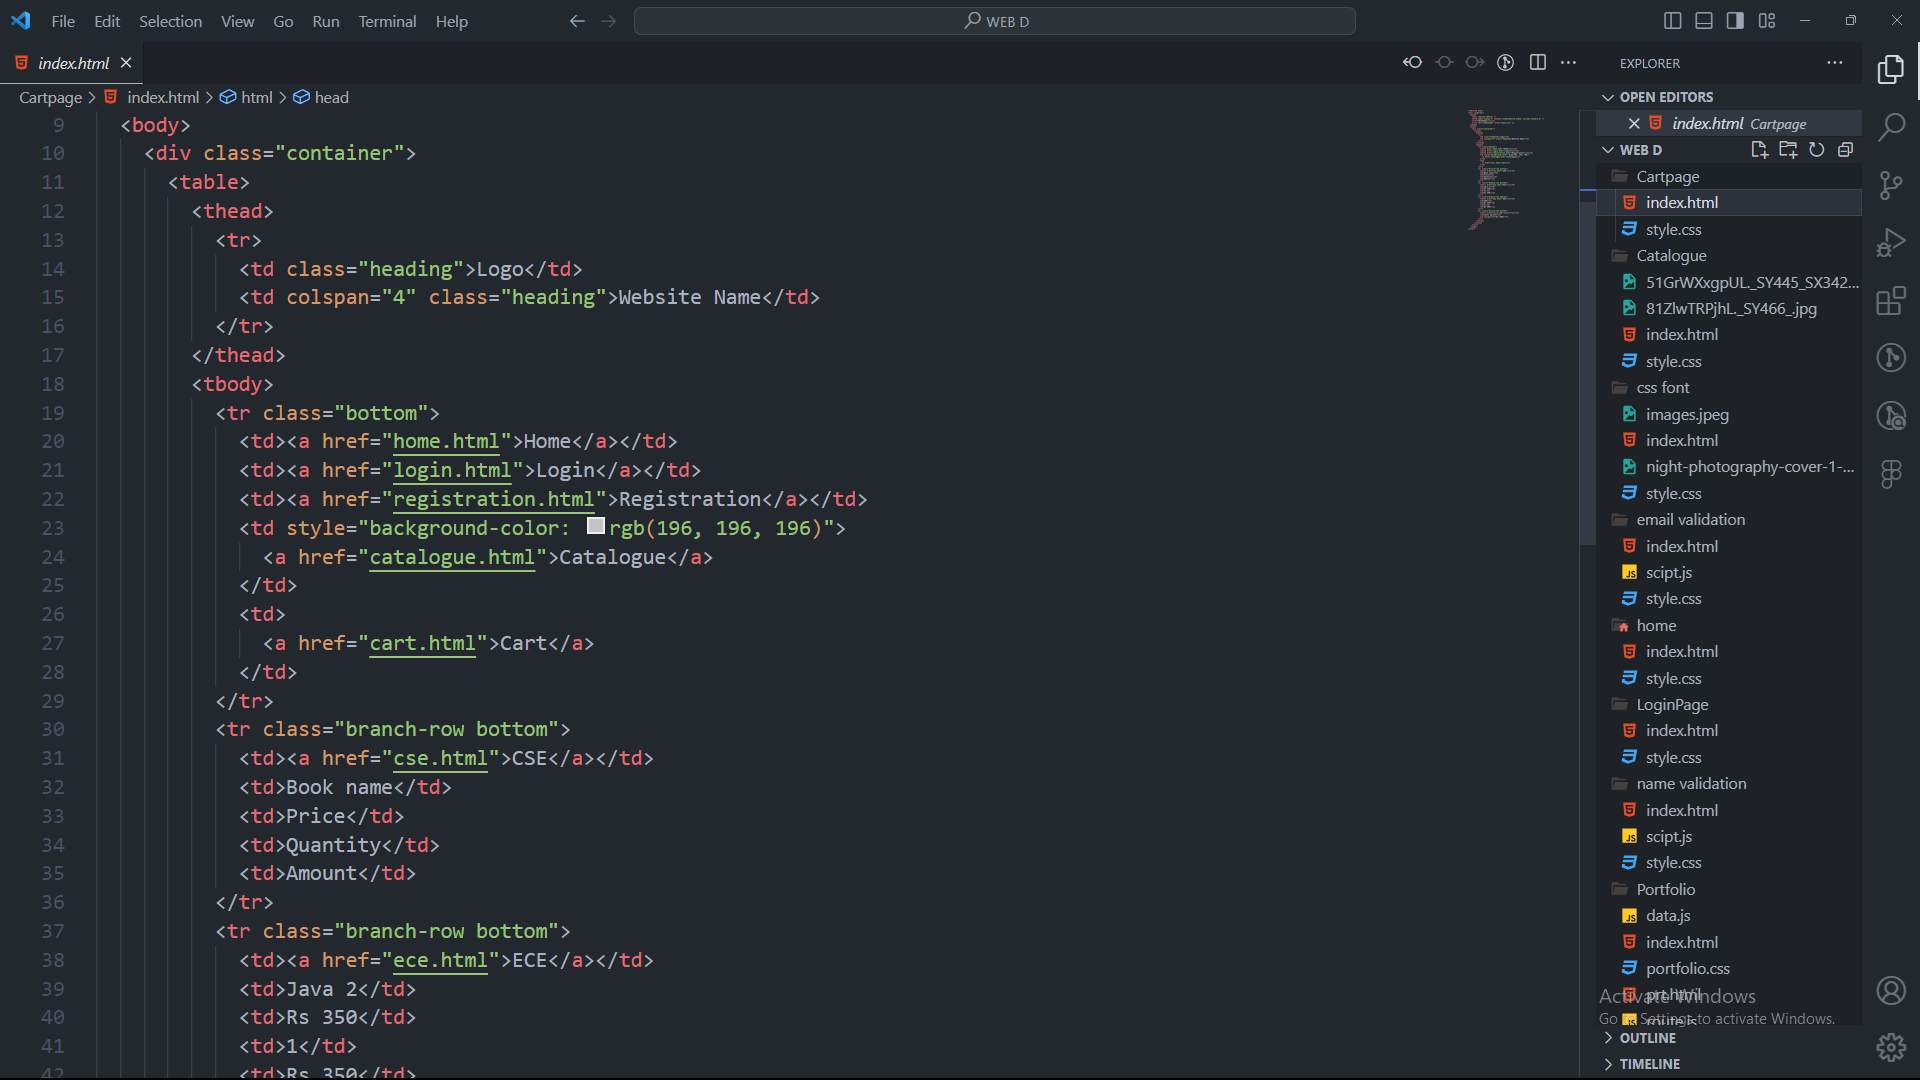 File Edit Selection View Go Run Terminal Help
WEB D
index.html
EXPLORER
Cartpage > index.html > html > head
9 <body>
10 <div class="container">
11 <table>
12 <thead>
13 <tr>
14 <td class="heading">Logo</td>
15 <td colspan="4" class="heading">Website Name</td>
16 </tr>
17 </thead>
18 <tbody>
19 <tr class="bottom">
20 <td><a href="home.html">Home</a></td>
21 <td><a href="login.html">Login</a></td>
22 <td><a href="registration.html">Registration</a></td>
23 <td style="background-color: rgb(196, 196, 196)">
24 <a href="catalogue.html">Catalogue</a>
25 </td>
26 <td>
27 <a href="cart.html">Cart</a>
28 </td>
29 </tr>
30 <tr class="branch-row bottom">
31 <td><a href="cse.html">CSE</a></td>
32 <td>Book name</td>
33 <td>Price</td>
34 <td>Quantity</td>
35 <td>Amount</td>
36 </tr>
37 <tr class="branch-row bottom">
38 <td><a href="ece.html">ECE</a></td>
39 <td>Java 2</td>
40 <td>Rs 350</td>
41 <td>1</td>
42 <td>Rs 350</td>
OPEN EDITORS
index.html Cartpage
WEB D
Cartpage
index.html
style.css
Catalogue
51GrWXxgpUL._SY445_SX342...
81ZlwTRPjhL._SY466_.jpg
index.html
style.css
css font
images.jpeg
index.html
night-photography-cover-1-...
style.css
email validation
index.html
scipt.js
style.css
home
index.html
style.css
LoginPage
index.html
style.css
name validation
index.html
scipt.js
style.css
Portfolio
data.js
index.html
portfolio.css
prt.html
Activate Windows
route.js
Go to Settings to activate Windows.
OUTLINE
TIMELINE